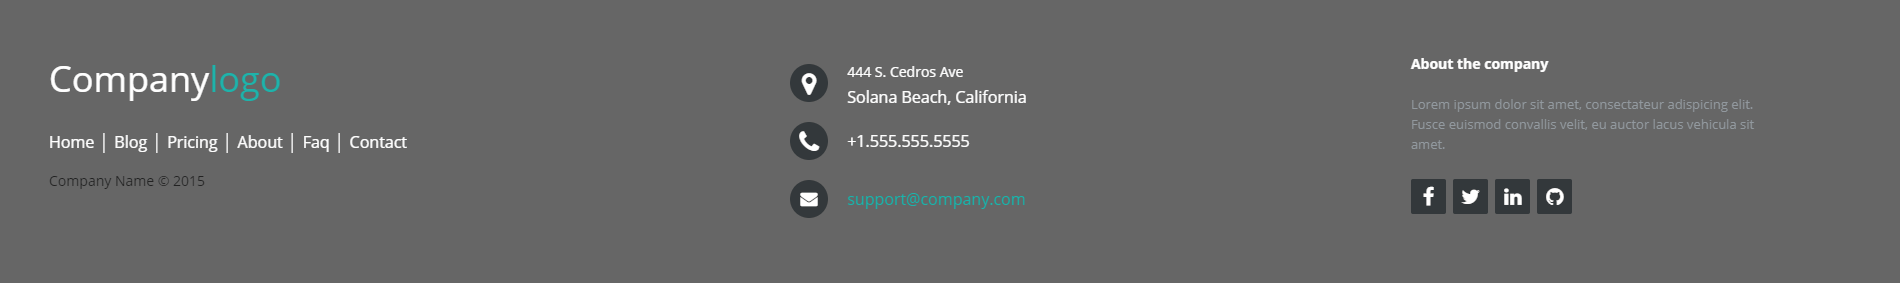 Companylogo
Home | Blog | Pricing | About | Faq | Contact
Company Name © 2015
444 S. Cedros Ave
Solana Beach, California
+1.555.555.5555
support@company.com
About the company
Lorem ipsum dolor sit amet, consectateur adispicing elit.
Fusce euismod convallis velit, eu auctor lacus vehicula sit
amet.